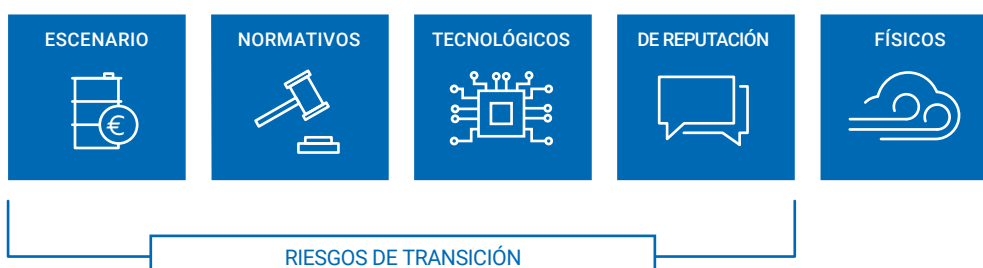 ESCENARIO
NORMATIVOS
TECNOLÓGICOS
DE REPUTACIÓN
FÍSICOS
€
RIESGOS DE TRANSICIÓN